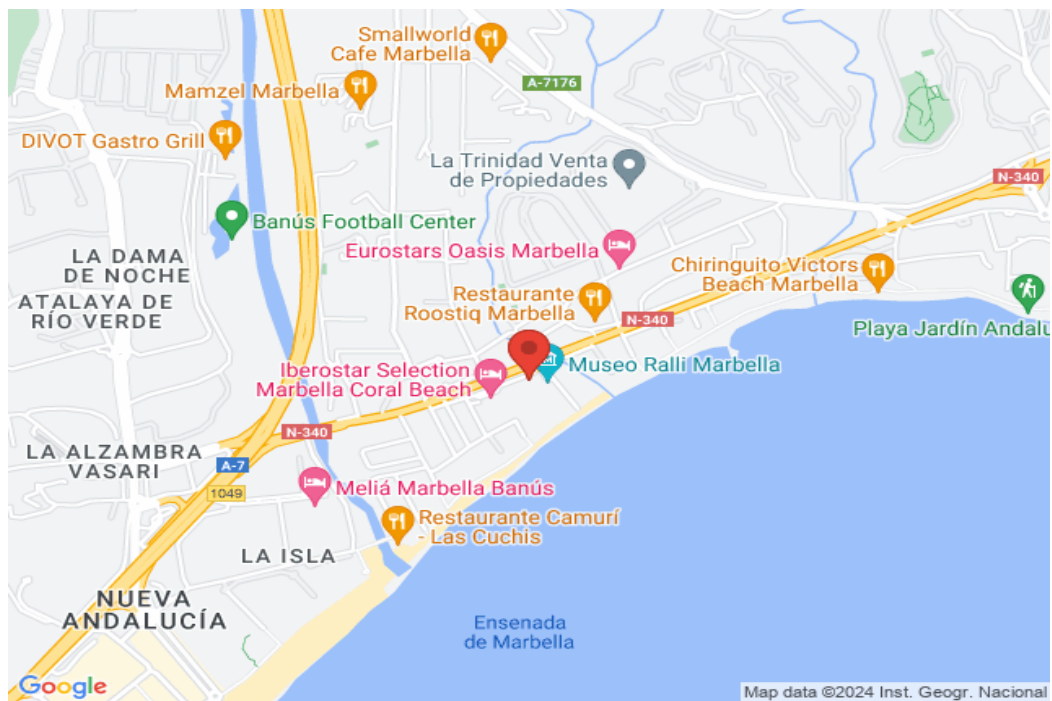 Smallworld
Cafe Marbella
Mamzel Marbella
A-7176
DIVOT Gastro Grill
La Trinidad Venta
de Propiedades
N-340
Banús Football Center
Eurostars Oasis Marbella
LA DAMA
DE NOCHE
Chiringuito Victors
Beach Marbella
ATALAYA DE
RÍO VERDE
Restaurante
Roostiq Marbella
N-340
Playa Jardín Andalu
Iberostar Selection
Marbella Coral Beach
Museo Ralli Marbella
N-340
LA ALZAMBRA
VASARI
A-7
1049
Meliá Marbella Banús
Restaurante Camurí
- Las Cuchis
LA ISLA
NUEVA
ANDALUCÍA
Ensenada
de Marbella
Google
Map data ©2024 Inst. Geogr. Nacional